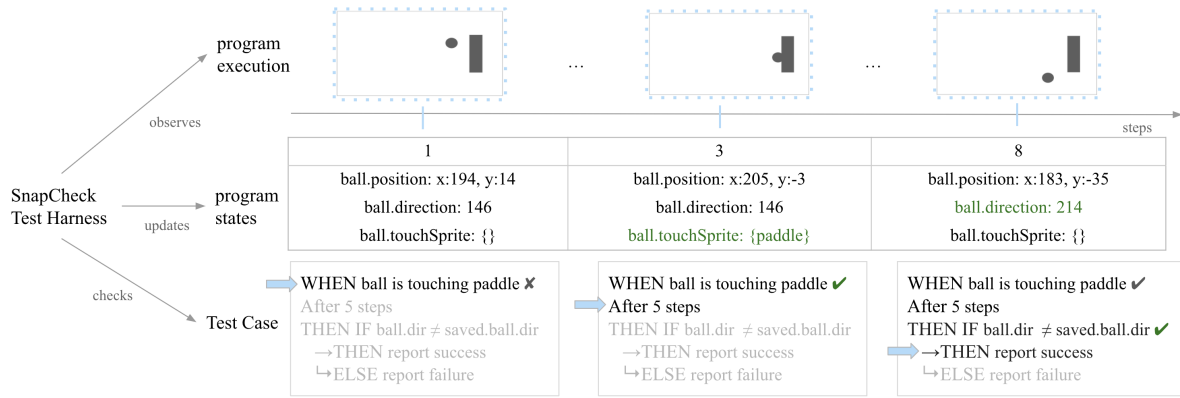 program
execution
...
...
observes
steps
1
3
8
SnapCheck
Test Harness
updates
program
states
ball.position: x:194, y:14
ball.direction: 146
ball.touchSprite: {}
ball.position: x:205, y:-3
ball.direction: 146
ball.touchSprite: {paddle}
ball.position: x:183, y:-35
ball.direction: 214
ball.touchSprite: {}
checks
Test Case
WHEN ball is touching paddle ✘
After 5 steps
THEN IF ball.dir ≠ saved.ball.dir
→THEN report success
↳ELSE report failure
WHEN ball is touching paddle ✔
After 5 steps
THEN IF ball.dir ≠ saved.ball.dir
→THEN report success
↳ELSE report failure
WHEN ball is touching paddle ✔
After 5 steps
THEN IF ball.dir ≠ saved.ball.dir ✔
→THEN report success
↳ELSE report failure